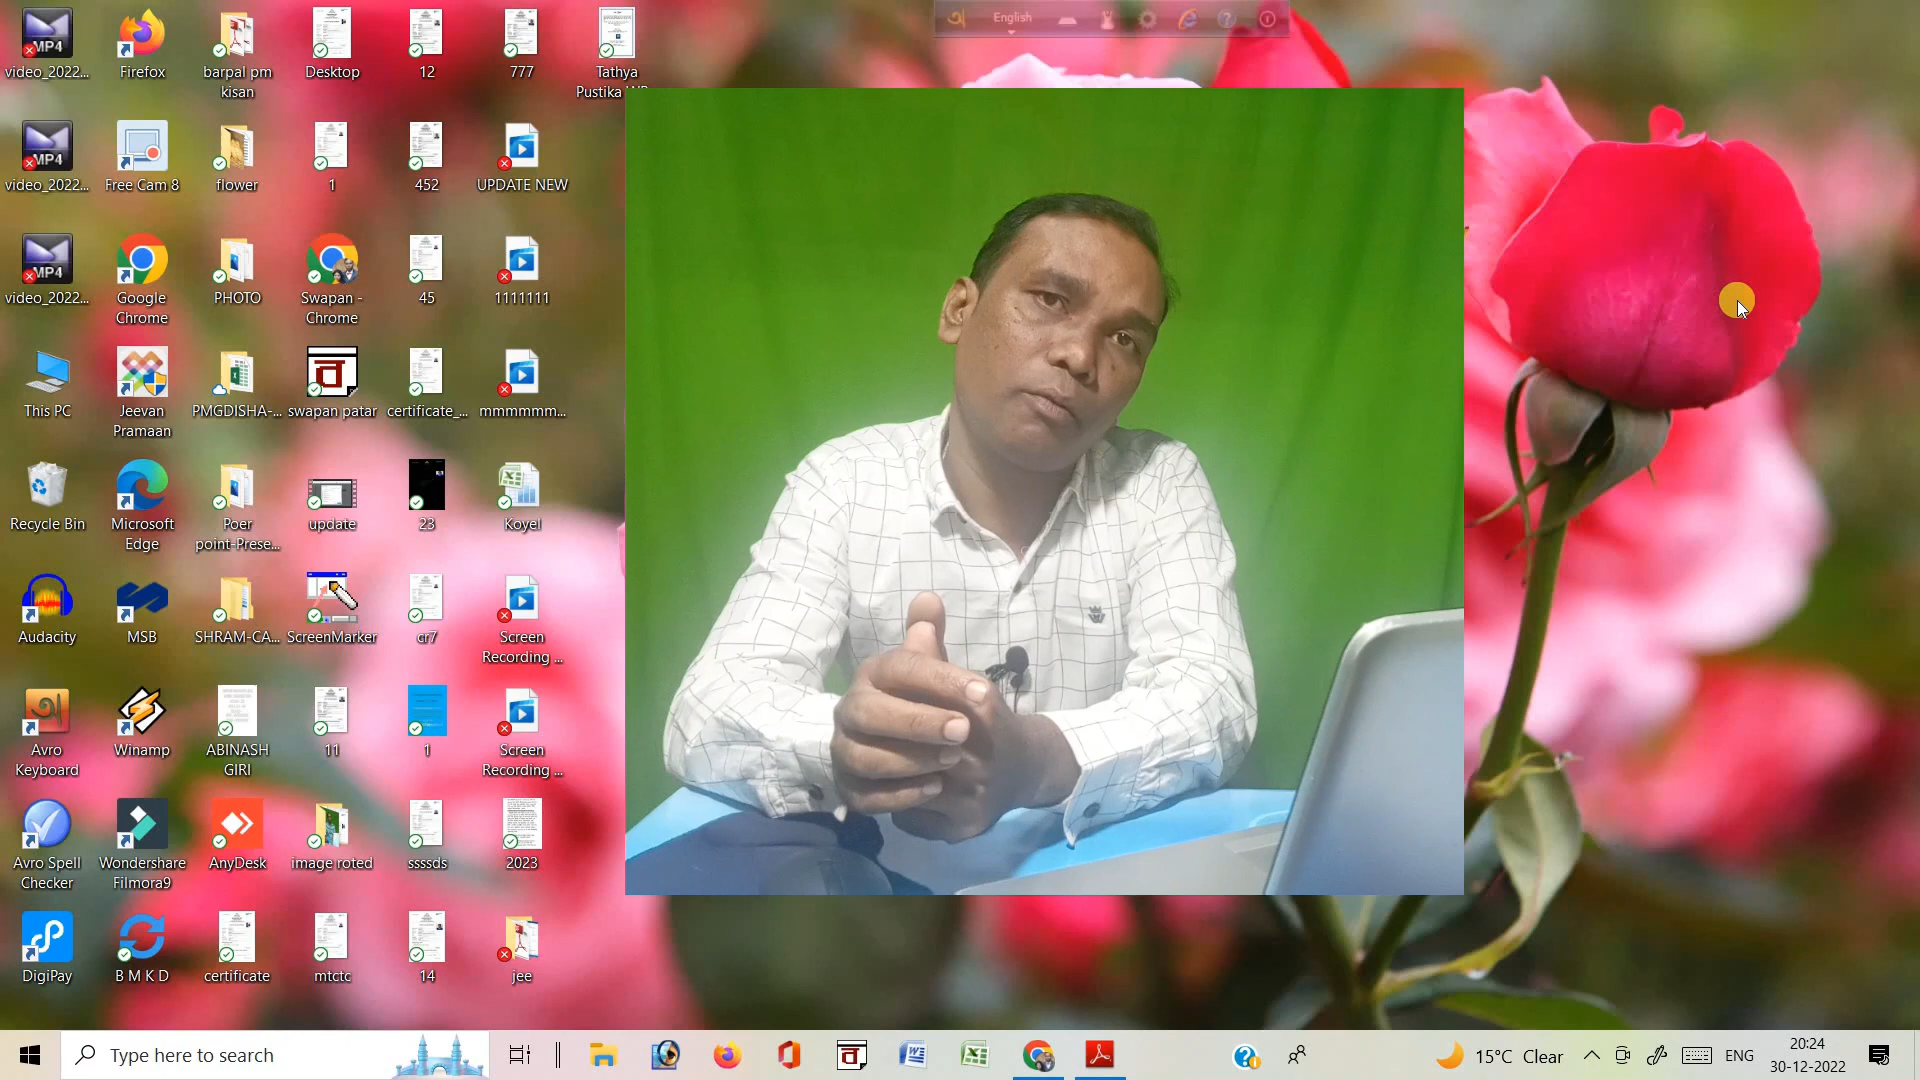 MP4
video_2022...
Firefox
barpal pm
kisan
Desktop
12
777
Tathya
Pustika
English
MP4
video_2022...
Free Cam 8
flower
1
452
UPDATE NEW
MP4
video_2022...
Google
Chrome
PHOTO
Swapan -
Chrome
45
1111111
This PC
Jeevan
Pramaan
PMGDISHA-...
swapan patar
certificate_...
mmmmmm...
Recycle Bin
Microsoft
Edge
Poer
point-Prese...
update
23
Koyel
Audacity
MSB
SHRAM-CA...
ScreenMarker
cr7
Screen
Recording ...
Avro
Keyboard
Winamp
ABINASH
GIRI
11
1
Screen
Recording ...
Avro Spell
Checker
Wondershare
Filmora9
AnyDesk
image roted
ssssds
2023
DigiPay
B M K D
certificate
mtctc
14
jee
Type here to search
15°C Clear
ENG
20:24
30-12-2022